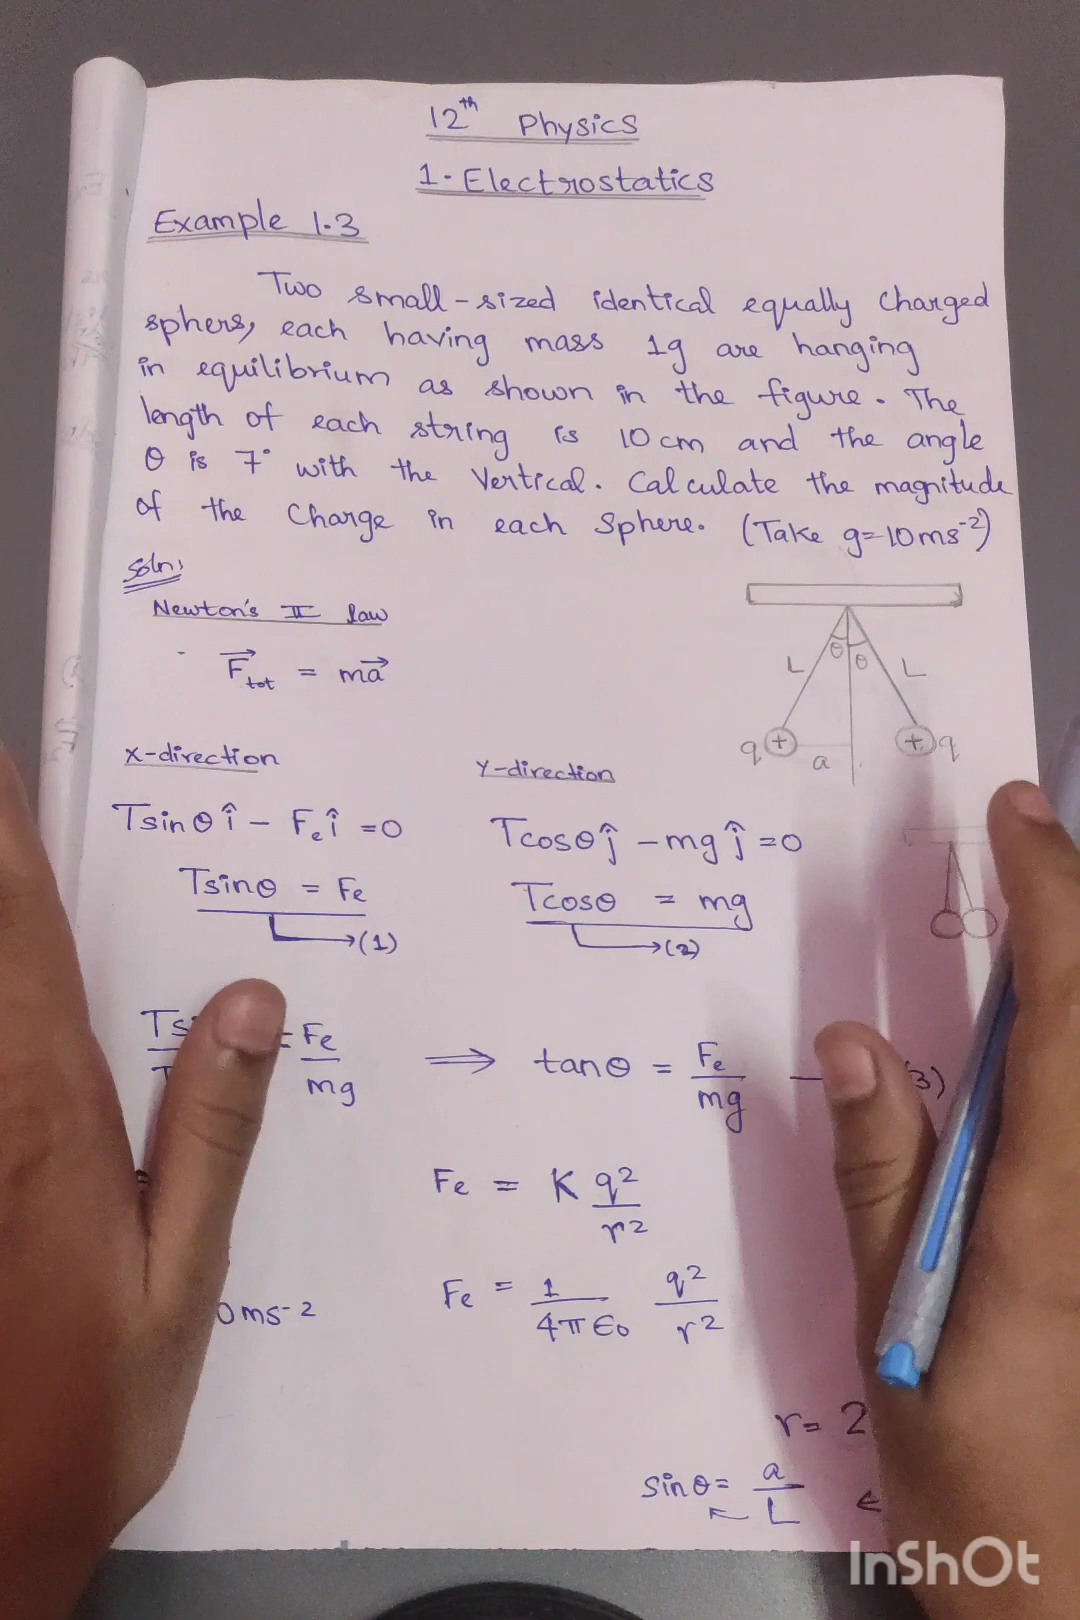 12th Physics
1. Electrostatics
Example 1.3
Two small-sized identical equally charged
sphers, each having mass 1g are hanging
in equilibrium as shown in the figure. The
length of each string is 10 cm and the angle
θ is 7° with the vertical. Calculate the magnitude
of the charge in each sphere. (Take g=10ms⁻²)
Soln:
Newton's II law
F⃗tot = ma⃗
θ θ
L L
q + + q
a
X-direction
Y-direction
Tsinθ î - Fe î = 0
Tcosθ ĵ - mg ĵ = 0
Tsinθ = Fe
Tcosθ = mg
→(1)
→(2)
= Fe/mg ⟹ tanθ = Fe/mg — 3)
Fe = K q²/r²
Fe = 1/4πε₀ q²/r²
0ms⁻²
r = 2
sinθ = a/L ←
InShOt